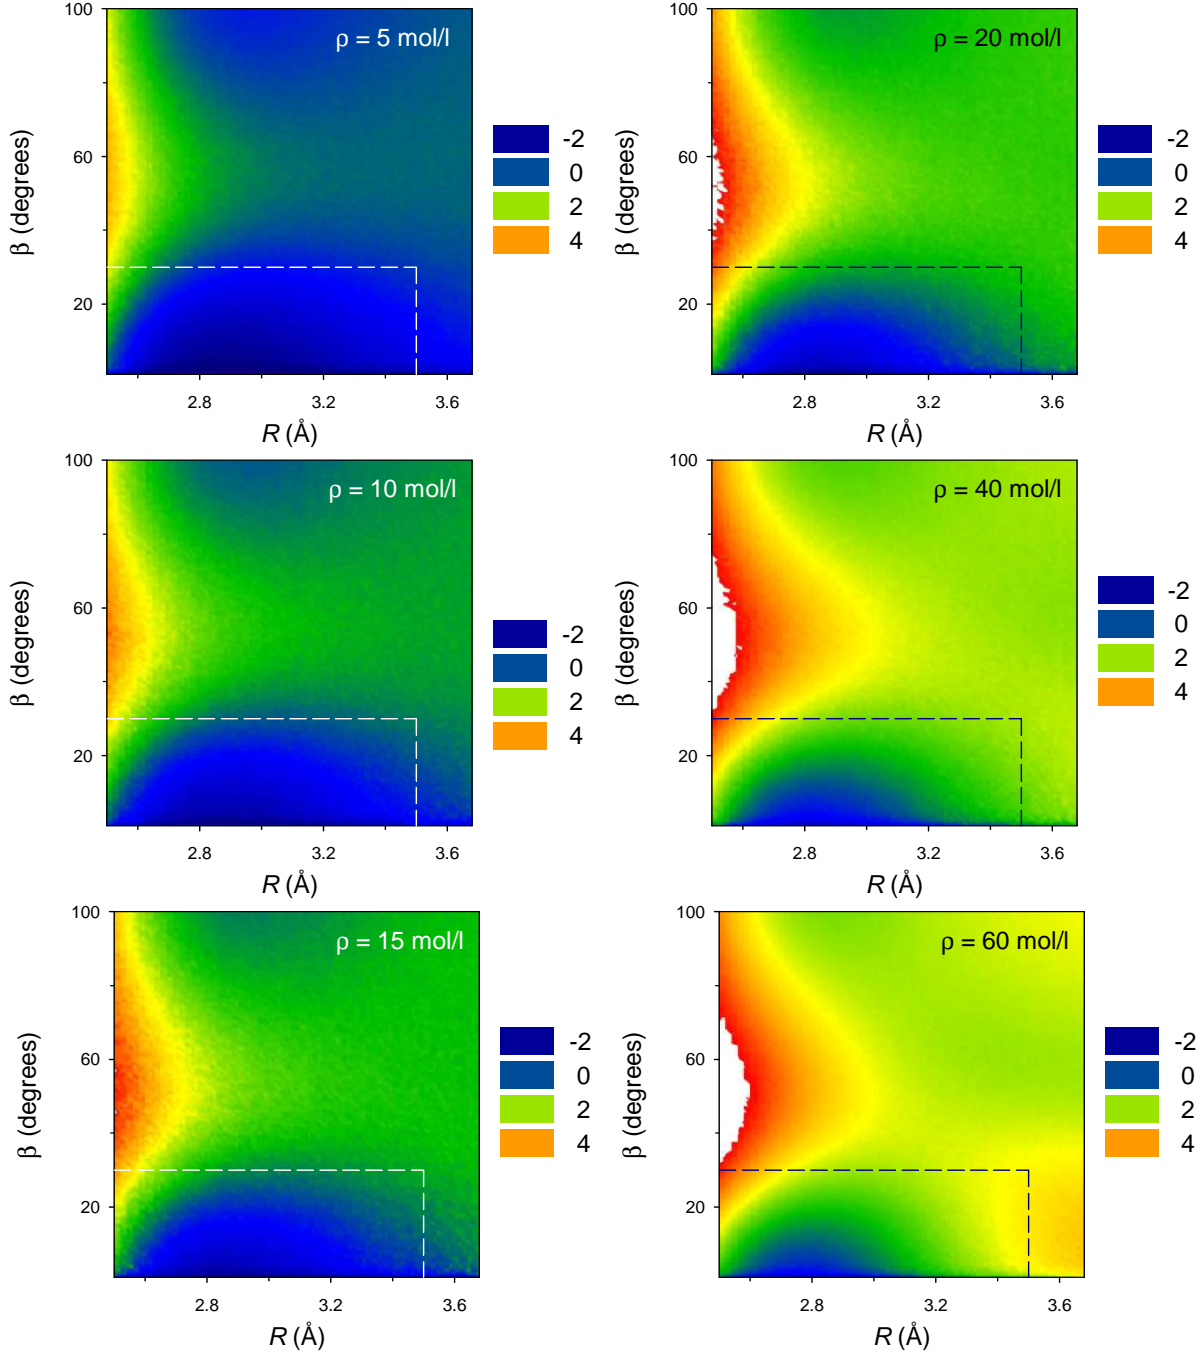 100
ρ = 5 mol/l
60
20
β (degrees)
2.8 3.2 3.6
R (Å)
-2
0
2
4
100
ρ = 20 mol/l
60
20
β (degrees)
2.8 3.2 3.6
R (Å)
-2
0
2
4
100
ρ = 10 mol/l
60
20
β (degrees)
2.8 3.2 3.6
R (Å)
-2
0
2
4
100
ρ = 40 mol/l
60
20
β (degrees)
2.8 3.2 3.6
R (Å)
-2
0
2
4
100
ρ = 15 mol/l
60
20
β (degrees)
2.8 3.2 3.6
R (Å)
-2
0
2
4
100
ρ = 60 mol/l
60
20
β (degrees)
2.8 3.2 3.6
R (Å)
-2
0
2
4